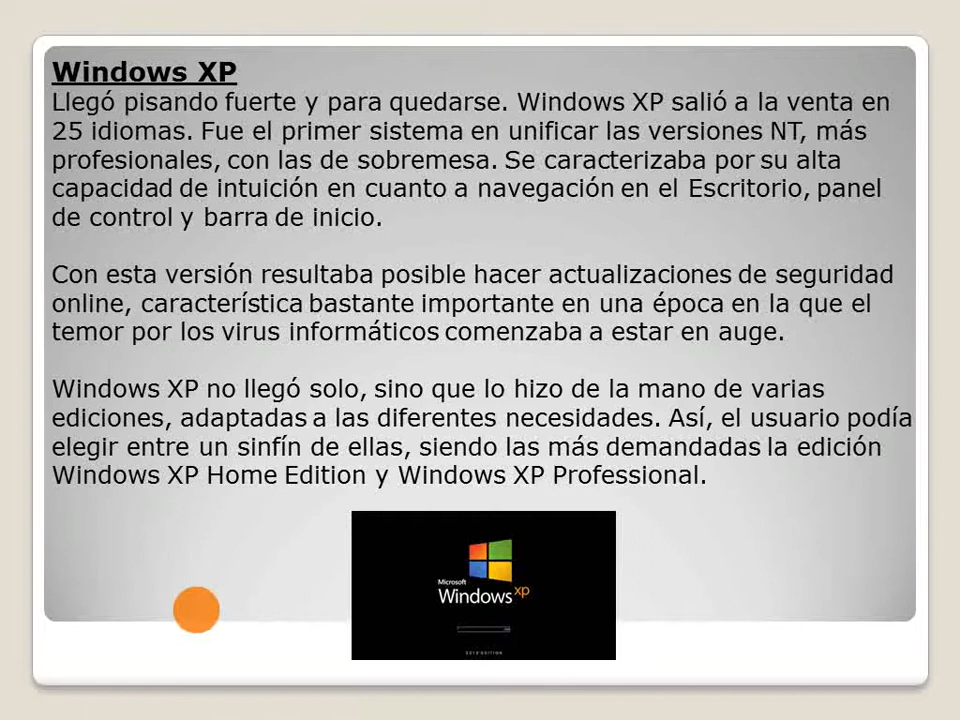 Windows XP
Llegó pisando fuerte y para quedarse. Windows XP salió a la venta en
25 idiomas. Fue el primer sistema en unificar las versiones NT, más
profesionales, con las de sobremesa. Se caracterizaba por su alta
capacidad de intuición en cuanto a navegación en el Escritorio, panel
de control y barra de inicio.
Con esta versión resultaba posible hacer actualizaciones de seguridad
online, característica bastante importante en una época en la que el
temor por los virus informáticos comenzaba a estar en auge.
Windows XP no llegó solo, sino que lo hizo de la mano de varias
ediciones, adaptadas a las diferentes necesidades. Así, el usuario podía
elegir entre un sinfín de ellas, siendo las más demandadas la edición
Windows XP Home Edition y Windows XP Professional.
Microsoft
Windows xp
EDITION